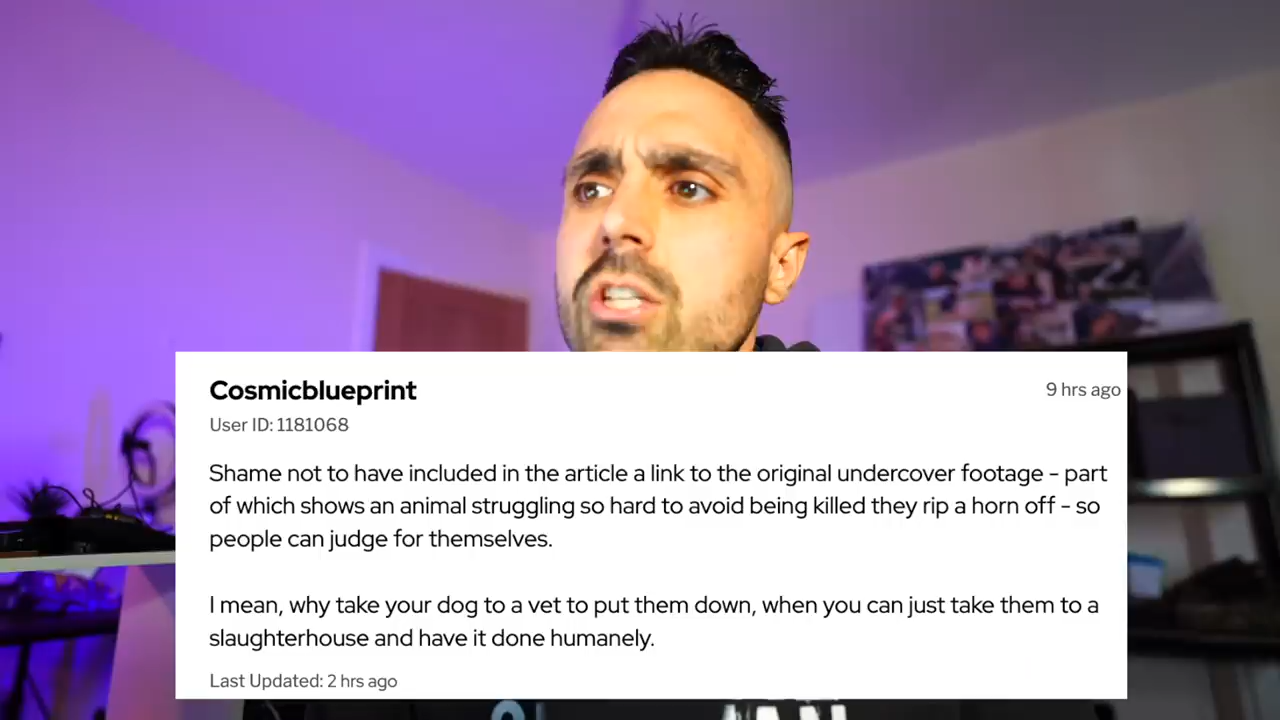 Cosmicblueprint
9 hrs ago
User ID: 1181068
Shame not to have included in the article a link to the original undercover footage - part
of which shows an animal struggling so hard to avoid being killed they rip a horn off - so
people can judge for themselves.
I mean, why take your dog to a vet to put them down, when you can just take them to a
slaughterhouse and have it done humanely.
Last Updated: 2 hrs ago